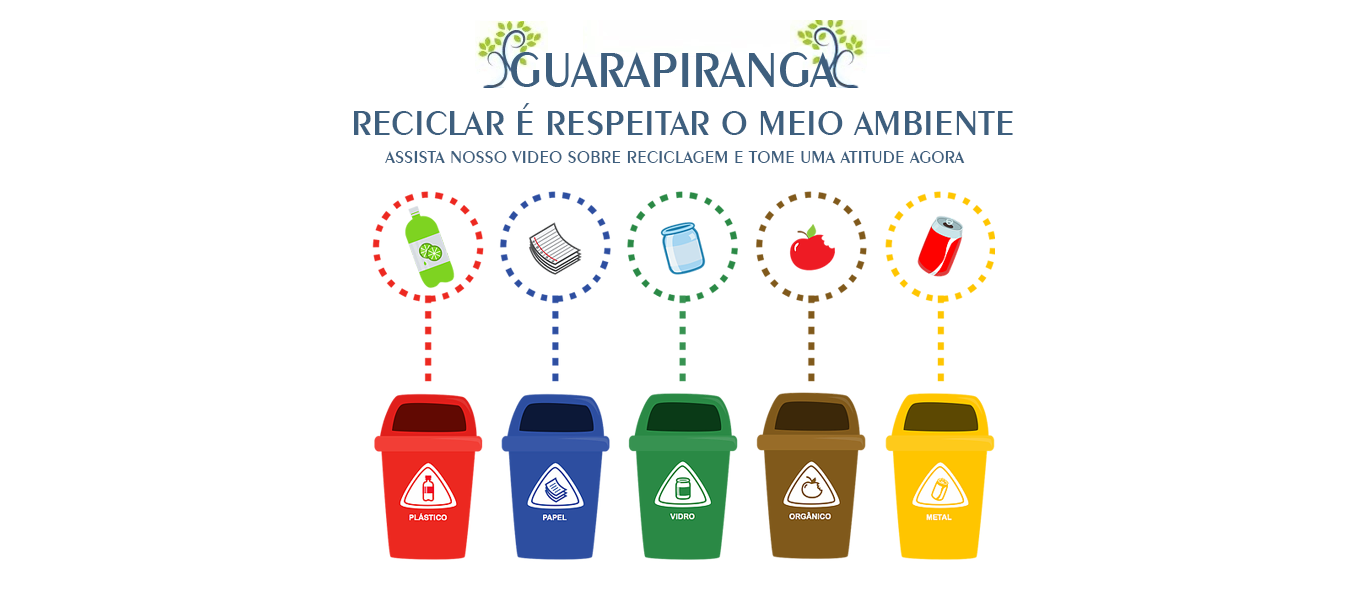 GUARAPIRANGA
RECICLAR É RESPEITAR O MEIO AMBIENTE
ASSISTA NOSSO VIDEO SOBRE RECICLAGEM E TOME UMA ATITUDE AGORA
PLÁSTICO
PAPEL
VIDRO
ORGÂNICO
METAL